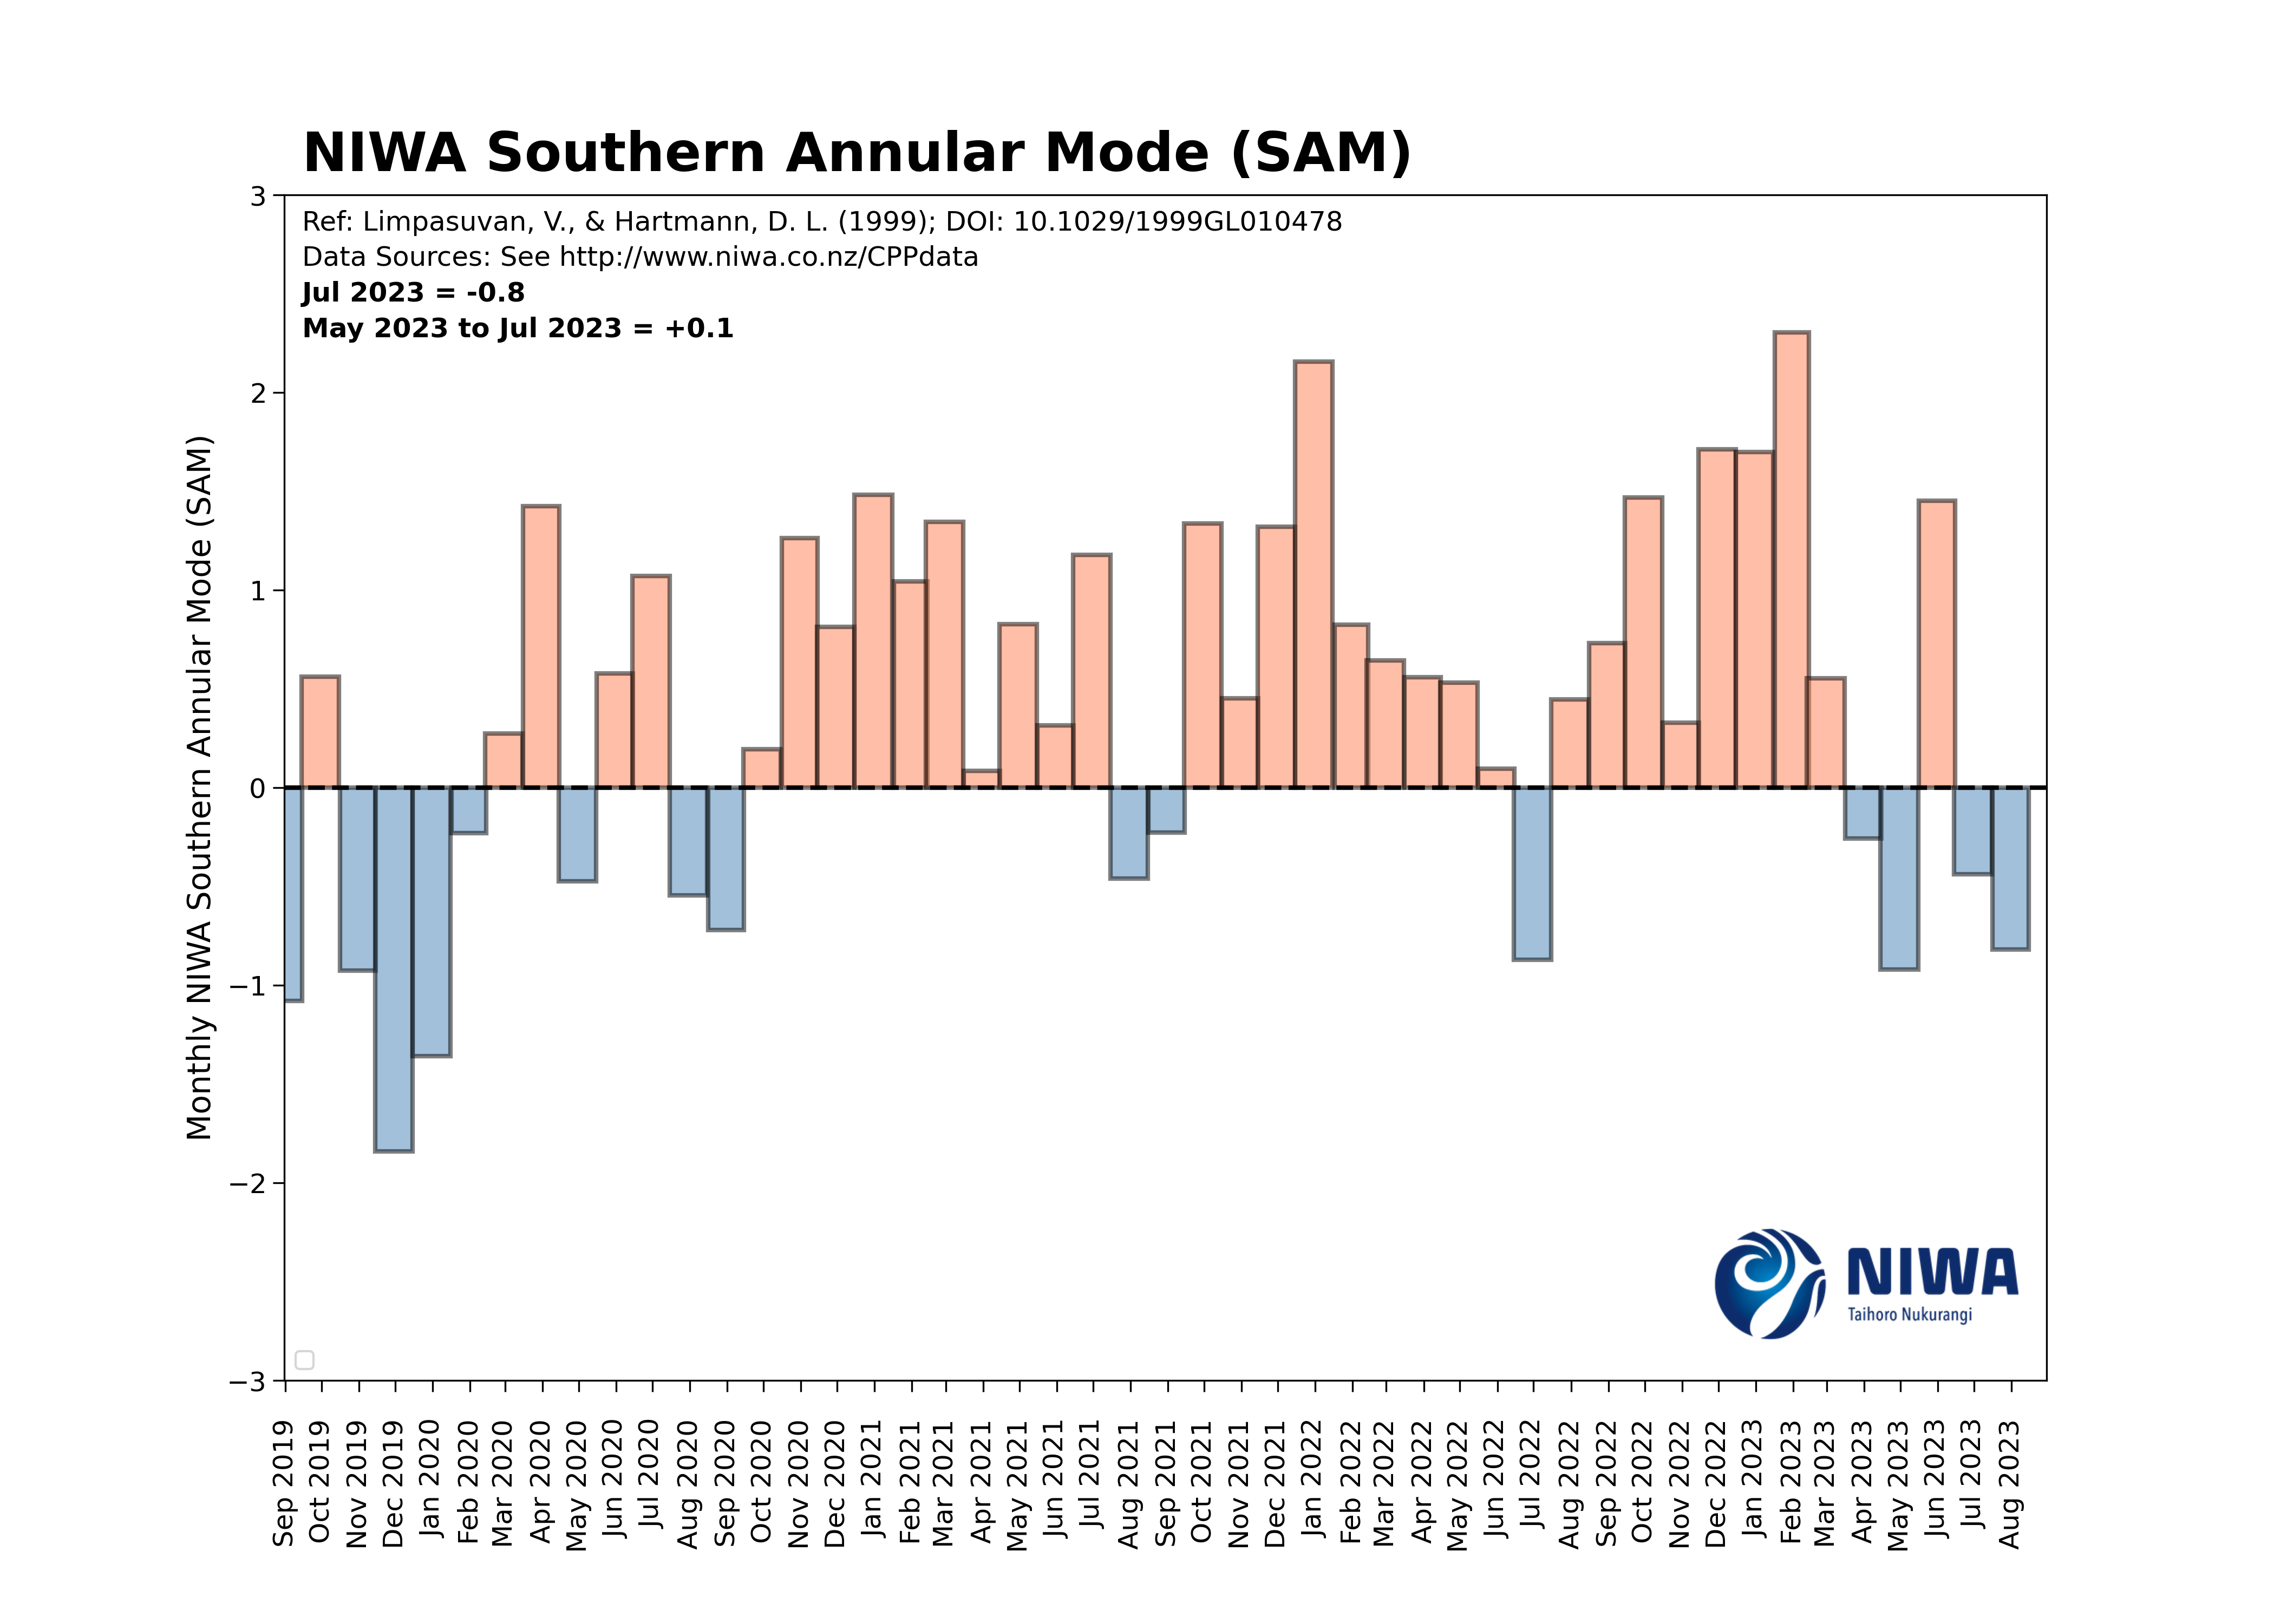 NIWA Southern Annular Mode (SAM)
Ref: Limpasuvan, V., & Hartmann, D. L. (1999); DOI: 10.1029/1999GL010478
Data Sources: See http://www.niwa.co.nz/CPPdata
Jul 2023 = -0.8
May 2023 to Jul 2023 = +0.1
Monthly NIWA Southern Annular Mode (SAM)
3
2
1
0
−1
−2
−3
NIWA
Taihoro Nukurangi
Sep 2019
Oct 2019
Nov 2019
Dec 2019
Jan 2020
Feb 2020
Mar 2020
Apr 2020
May 2020
Jun 2020
Jul 2020
Aug 2020
Sep 2020
Oct 2020
Nov 2020
Dec 2020
Jan 2021
Feb 2021
Mar 2021
Apr 2021
May 2021
Jun 2021
Jul 2021
Aug 2021
Sep 2021
Oct 2021
Nov 2021
Dec 2021
Jan 2022
Feb 2022
Mar 2022
Apr 2022
May 2022
Jun 2022
Jul 2022
Aug 2022
Sep 2022
Oct 2022
Nov 2022
Dec 2022
Jan 2023
Feb 2023
Mar 2023
Apr 2023
May 2023
Jun 2023
Jul 2023
Aug 2023